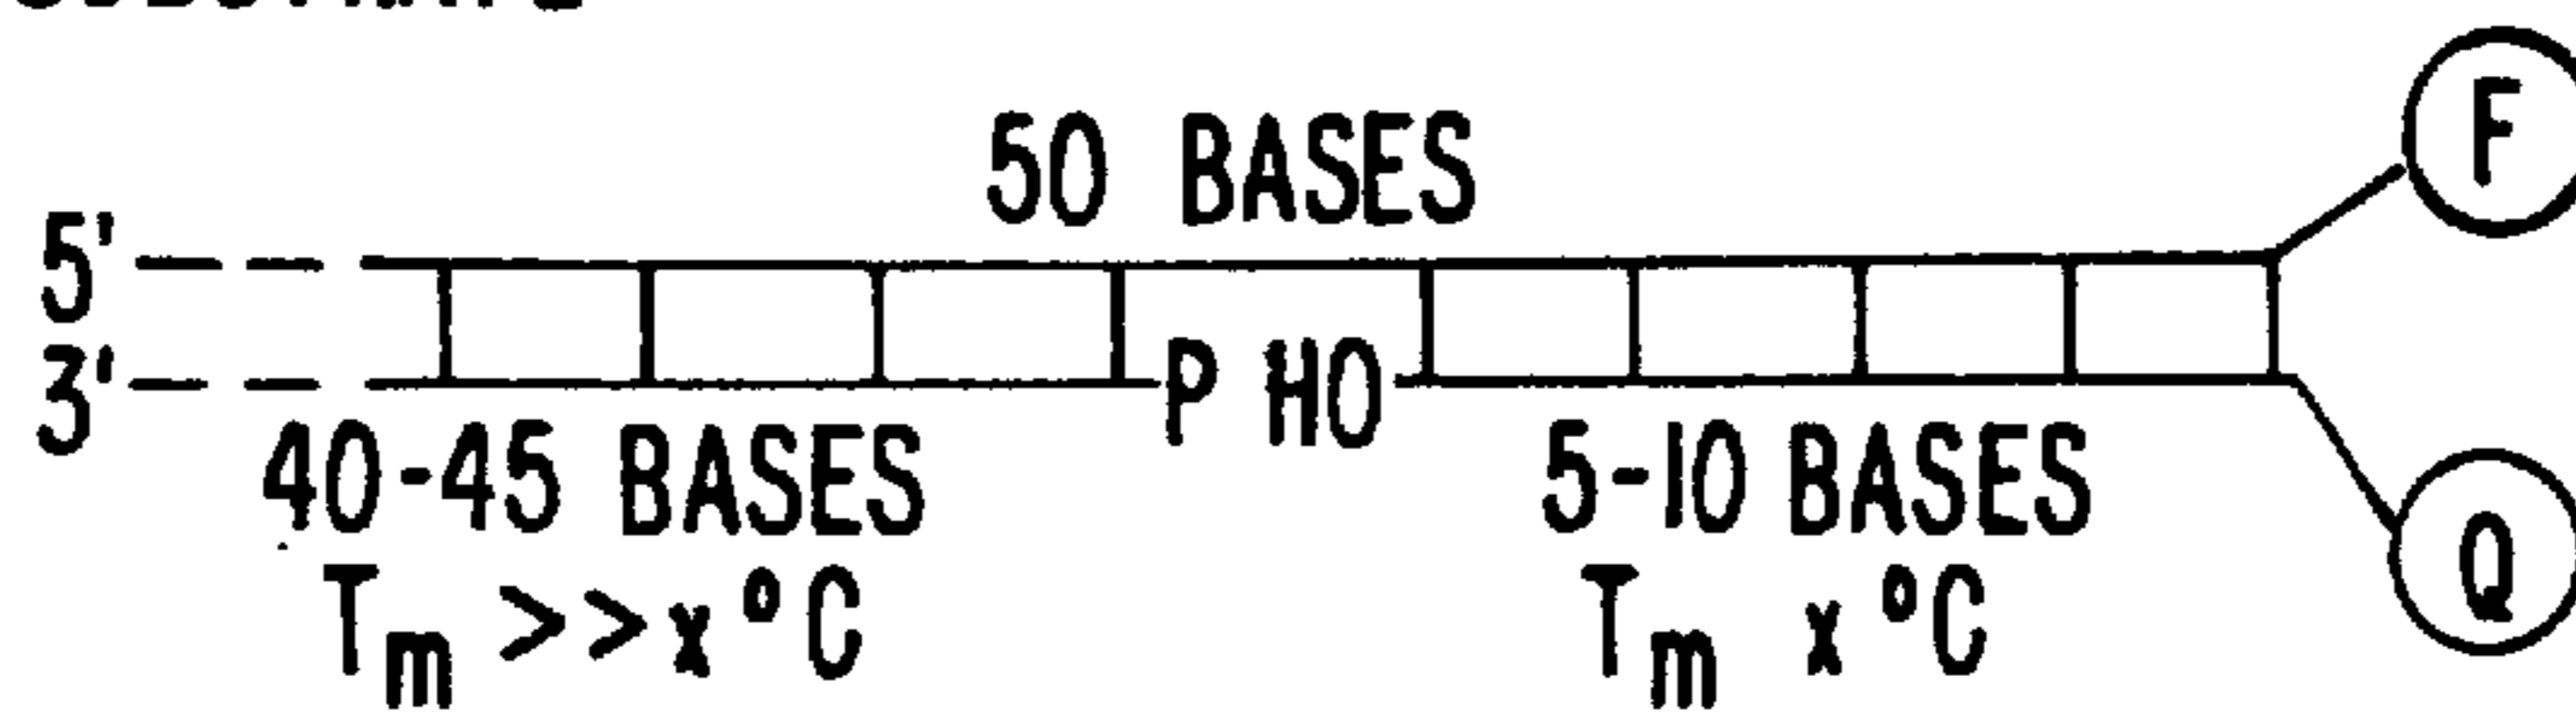 50 BASES
F
5'
3'
P HO
40-45 BASES
5-10 BASES
Tm >>x°C
Tm x°C
Q